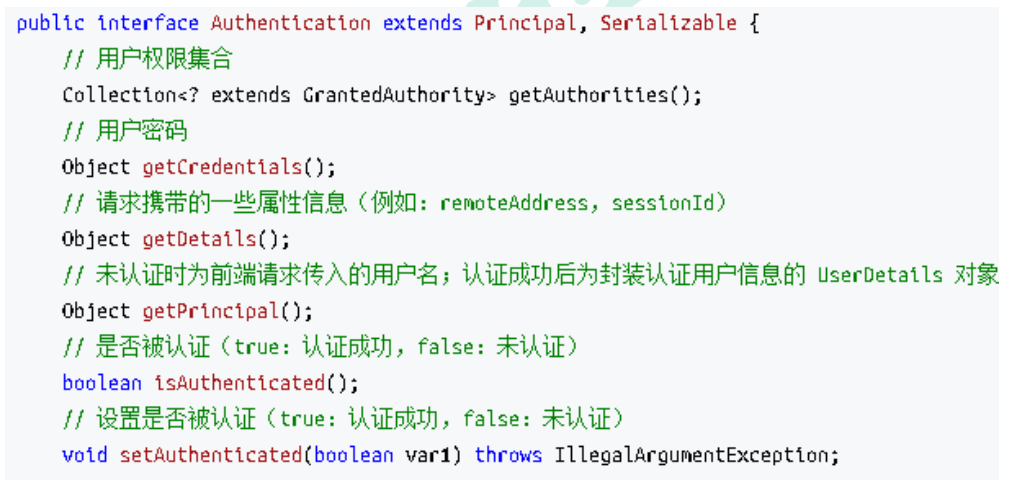 public interface Authentication extends Principal, Serializable {
// 用户权限集合
Collection<? extends GrantedAuthority> getAuthorities();
// 用户密码
Object getCredentials();
// 请求携带的一些属性信息（例如：remoteAddress，sessionId）
Object getDetails();
// 未认证时为前端请求传入的用户名；认证成功后为封装认证用户信息的 UserDetails 对象
Object getPrincipal();
// 是否被认证（true：认证成功，false：未认证）
boolean isAuthenticated();
// 设置是否被认证（true：认证成功，false：未认证）
void setAuthenticated(boolean var1) throws IllegalArgumentException;